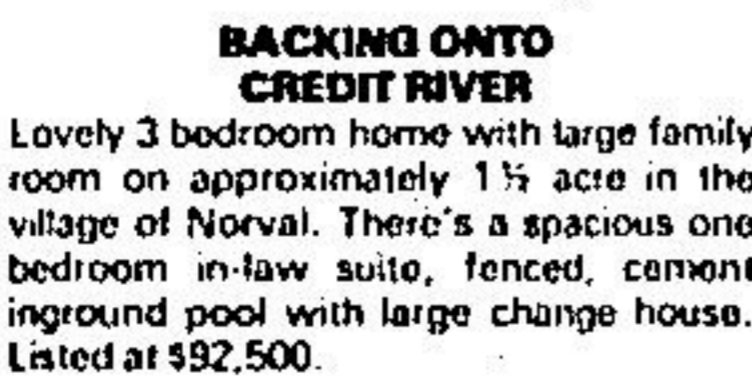 BACKING ONTO
CREDIT RIVER
Lovely 3 bedroom home with large family
room on approximately 1½ acre in the
village of Norval. There's a spacious one
bedroom in-law suite, fenced, cement
inground pool with large change house.
Listed at $92,500.